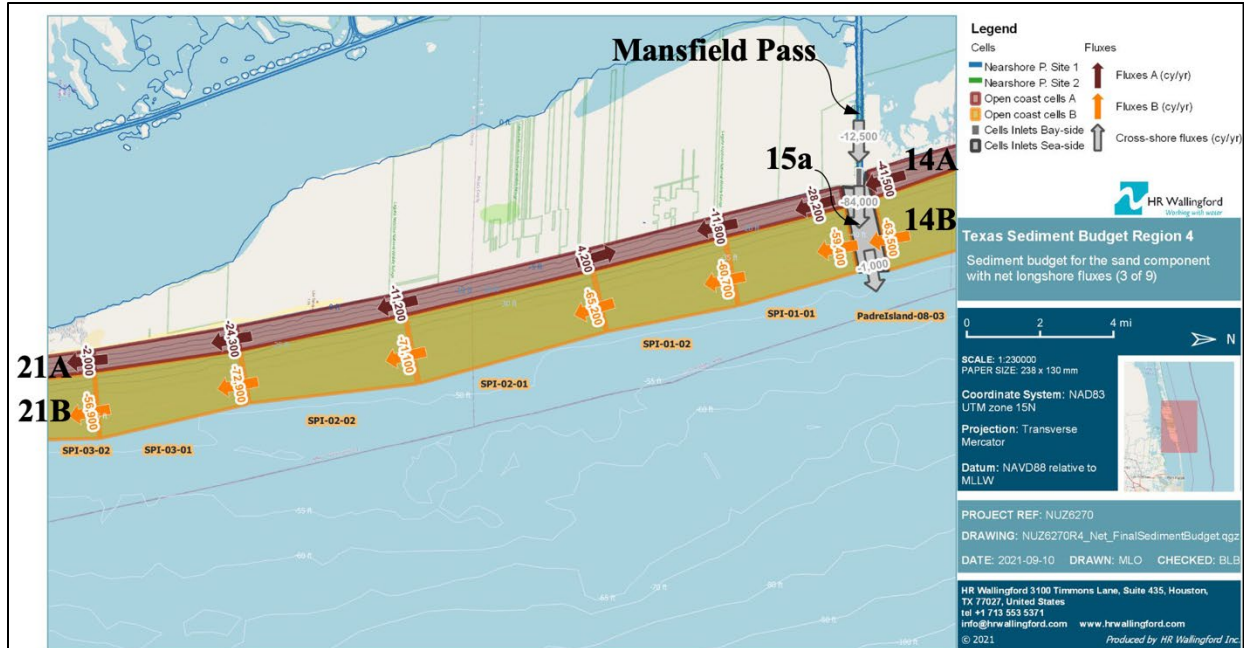 Mansfield Pass
-12,500
15a
14A
-41,500
-84,000
-28,200
14B
-11,800
-63,500
-59,400
-1,000
4,200
-60,700
-65,200
-11,200
SPI-01-01
PadreIsland-08-03
SPI-01-02
-24,300
-71,100
SPI-02-01
21A
-2,000
-72,900
SPI-02-02
21B
SPI-03-02
SPI-03-01
Legend
Cells
Fluxes
Nearshore P. Site 1
Nearshore P. Site 2
Open coast cells A
Open coast cells B
Cells Inlets Bay-side
Cells Inlets Sea-side
Fluxes A (cy/yr)
Fluxes B (cy/yr)
Cross-shore fluxes (cy/yr)
HR Wallingford
Working with water
Texas Sediment Budget Region 4
Sediment budget for the sand component
with net longshore fluxes (3 of 9)
0 2 4 mi
N
SCALE: 1:230000
PAPER SIZE: 238 x 130 mm
Coordinate System: NAD83
UTM zone 15N
Projection: Transverse
Mercator
Datum: NAVD88 relative to
MLLW
PROJECT REF: NUZ6270
DRAWING: NUZ6270R4_Net_FinalSedimentBudget.qgz
DATE: 2021-09-10 DRAWN: MLO CHECKED: BLB
HR Wallingford 3100 Timmons Lane, Suite 435, Houston,
TX 77027, United States
tel +1 713 553 5371
info@hrwallingford.com www.hrwallingford.com
© 2021
Produced by HR Wallingford Inc.